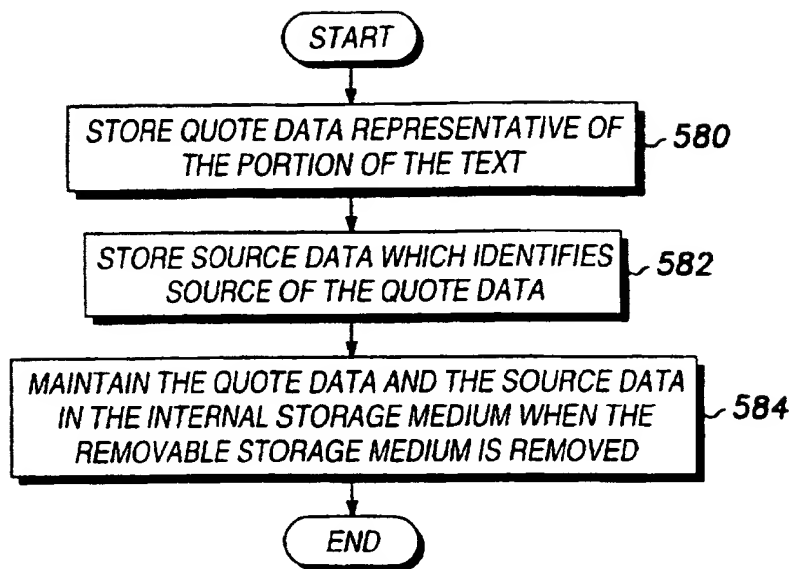 START
STORE QUOTE DATA REPRESENTATIVE OF
THE PORTION OF THE TEXT
580
STORE SOURCE DATA WHICH IDENTIFIES
SOURCE OF THE QUOTE DATA
582
MAINTAIN THE QUOTE DATA AND THE SOURCE DATA
IN THE INTERNAL STORAGE MEDIUM WHEN THE
REMOVABLE STORAGE MEDIUM IS REMOVED
584
END